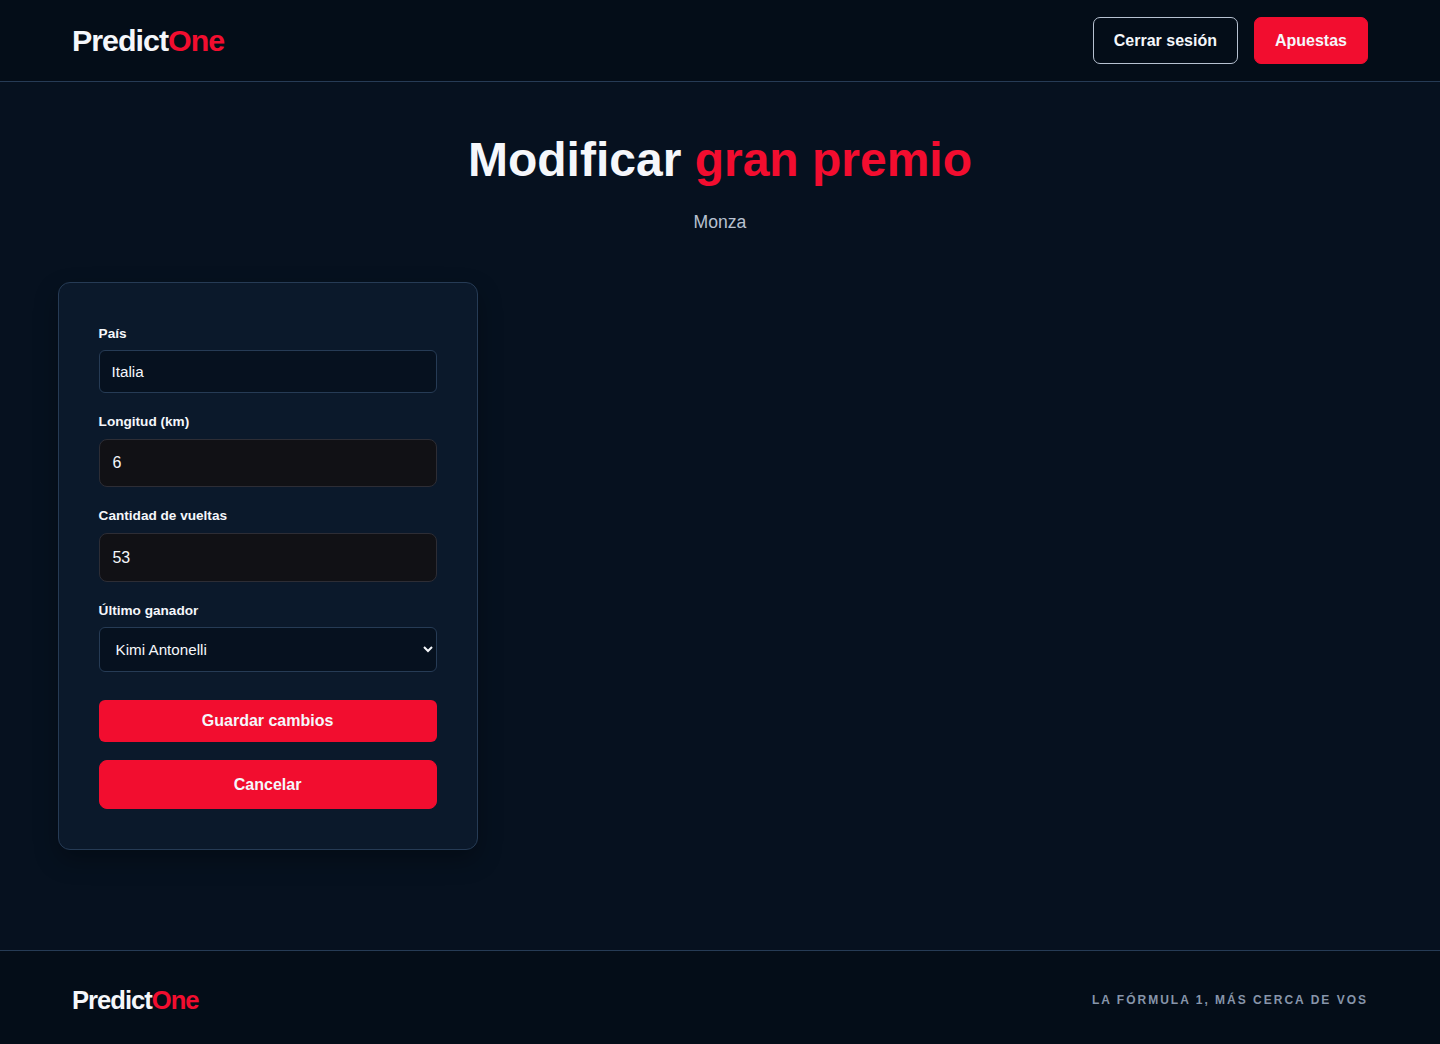 PredictOne
Cerrar sesión
Apuestas
Modificar gran premio
Monza
País
Italia
Longitud (km)
6
Cantidad de vueltas
53
Último ganador
Kimi Antonelli
Guardar cambios
Cancelar
PredictOne
LA FÓRMULA 1, MÁS CERCA DE VOS